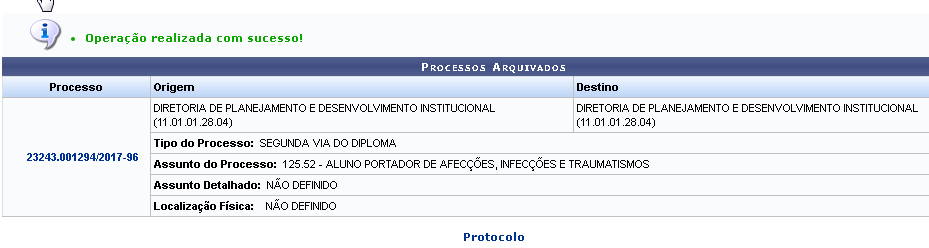 • Operação realizada com sucesso!
Processos Arquivados
Processo Origem Destino
23243.001294/2017-96
DIRETORIA DE PLANEJAMENTO E DESENVOLVIMENTO INSTITUCIONAL
(11.01.01.28.04)
DIRETORIA DE PLANEJAMENTO E DESENVOLVIMENTO INSTITUCIONAL
(11.01.01.28.04)
Tipo do Processo: SEGUNDA VIA DO DIPLOMA
Assunto do Processo: 125.52 - ALUNO PORTADOR DE AFECÇÕES, INFECÇÕES E TRAUMATISMOS
Assunto Detalhado: NÃO DEFINIDO
Localização Física: NÃO DEFINIDO
Protocolo